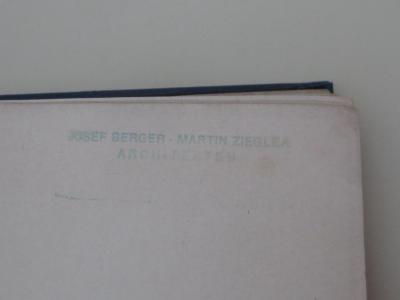 JOSEF BERGER - MARTIN ZIEGLER
ARCHITEKTEN